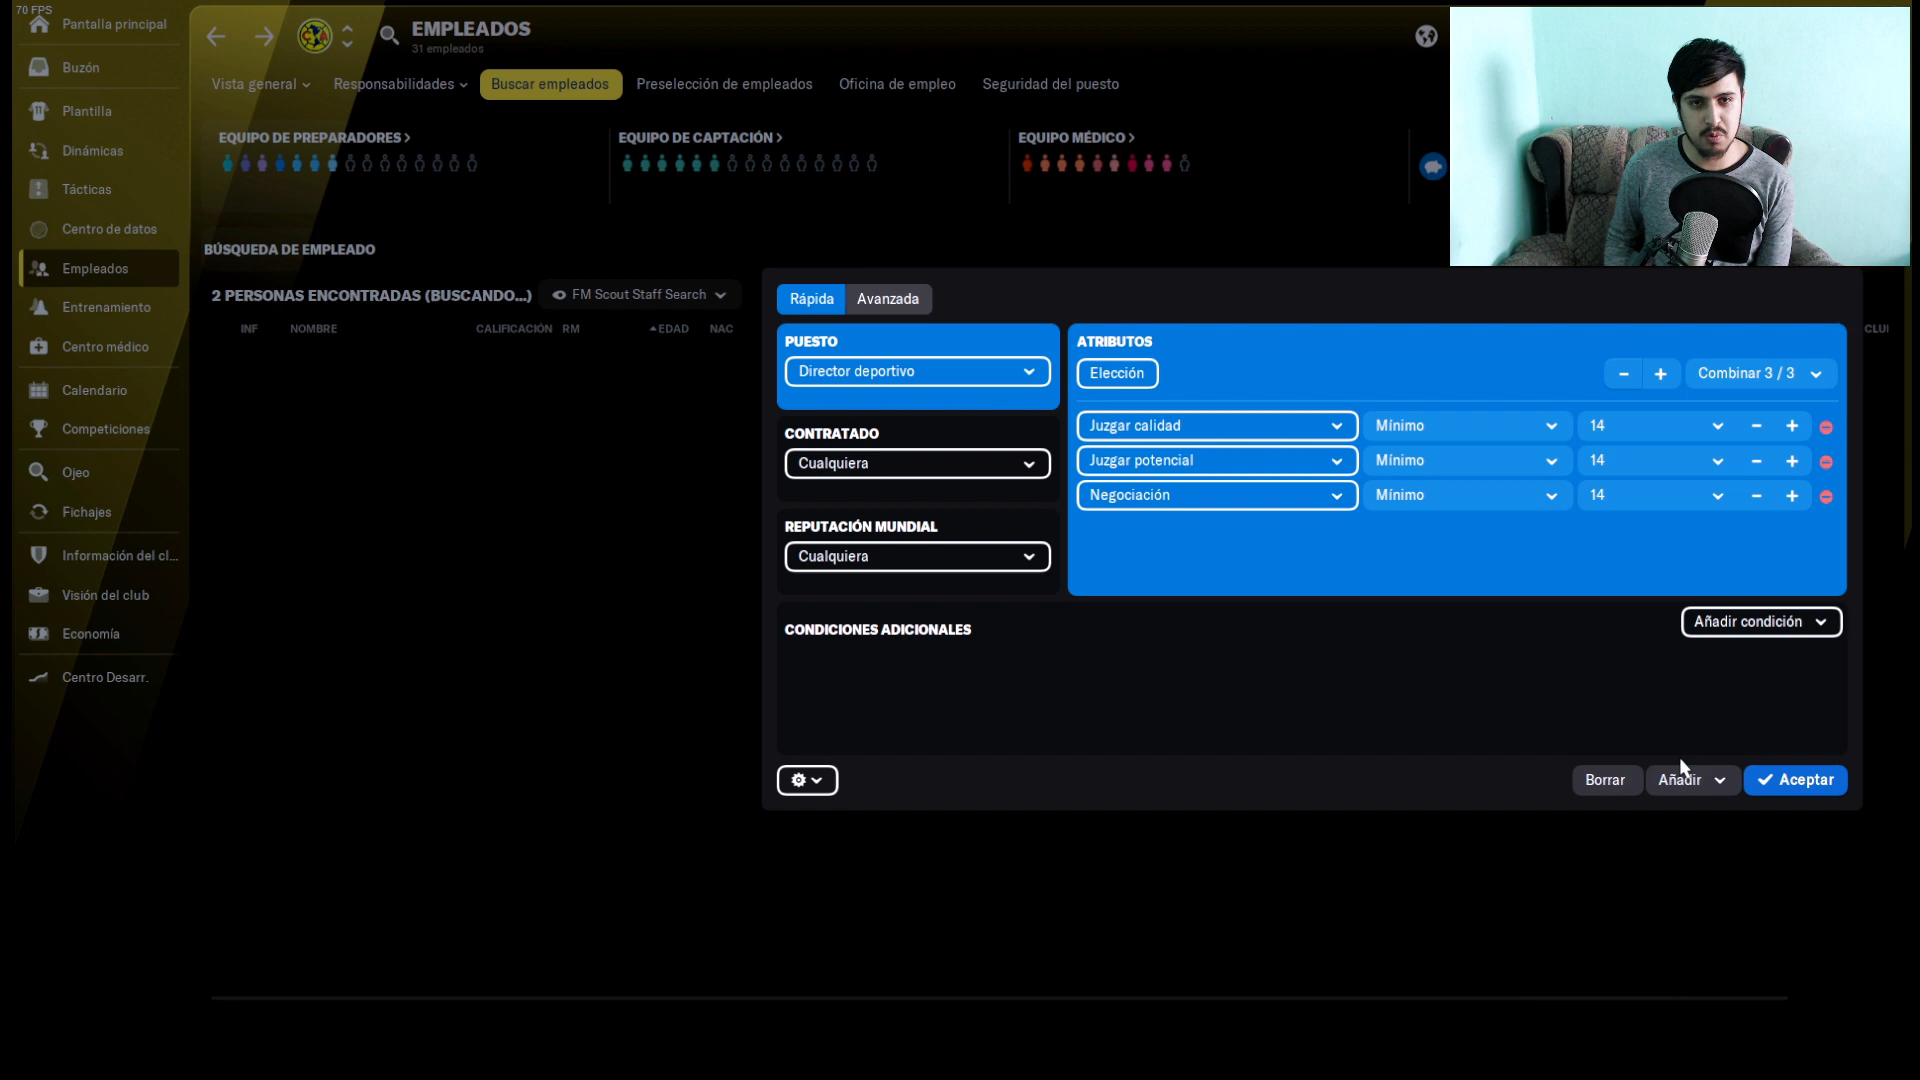 70 FPS
Pantalla principal
Buzón
Plantilla
Dinámicas
Tácticas
Centro de datos
Empleados
Entrenamiento
Centro médico
Calendario
Competiciones
Ojeo
Fichajes
Información del cl...
Visión del club
Economía
Centro Desarr.
EMPLEADOS
31 empleados
Vista general
Responsabilidades
Buscar empleados
Preselección de empleados
Oficina de empleo
Seguridad del puesto
EQUIPO DE PREPARADORES >
EQUIPO DE CAPTACIÓN >
EQUIPO MÉDICO >
BÚSQUEDA DE EMPLEADO
2 PERSONAS ENCONTRADAS (BUSCANDO...)
FM Scout Staff Search
INF NOMBRE CALIFICACIÓN RM EDAD NAC
CLUI
Rápida Avanzada
PUESTO
Director deportivo
CONTRATADO
Cualquiera
REPUTACIÓN MUNDIAL
Cualquiera
ATRIBUTOS
Elección
- + Combinar 3 / 3
Juzgar calidad Mínimo 14 - +
Juzgar potencial Mínimo 14 - +
Negociación Mínimo 14 - +
CONDICIONES ADICIONALES
Añadir condición
Borrar Añadir Aceptar